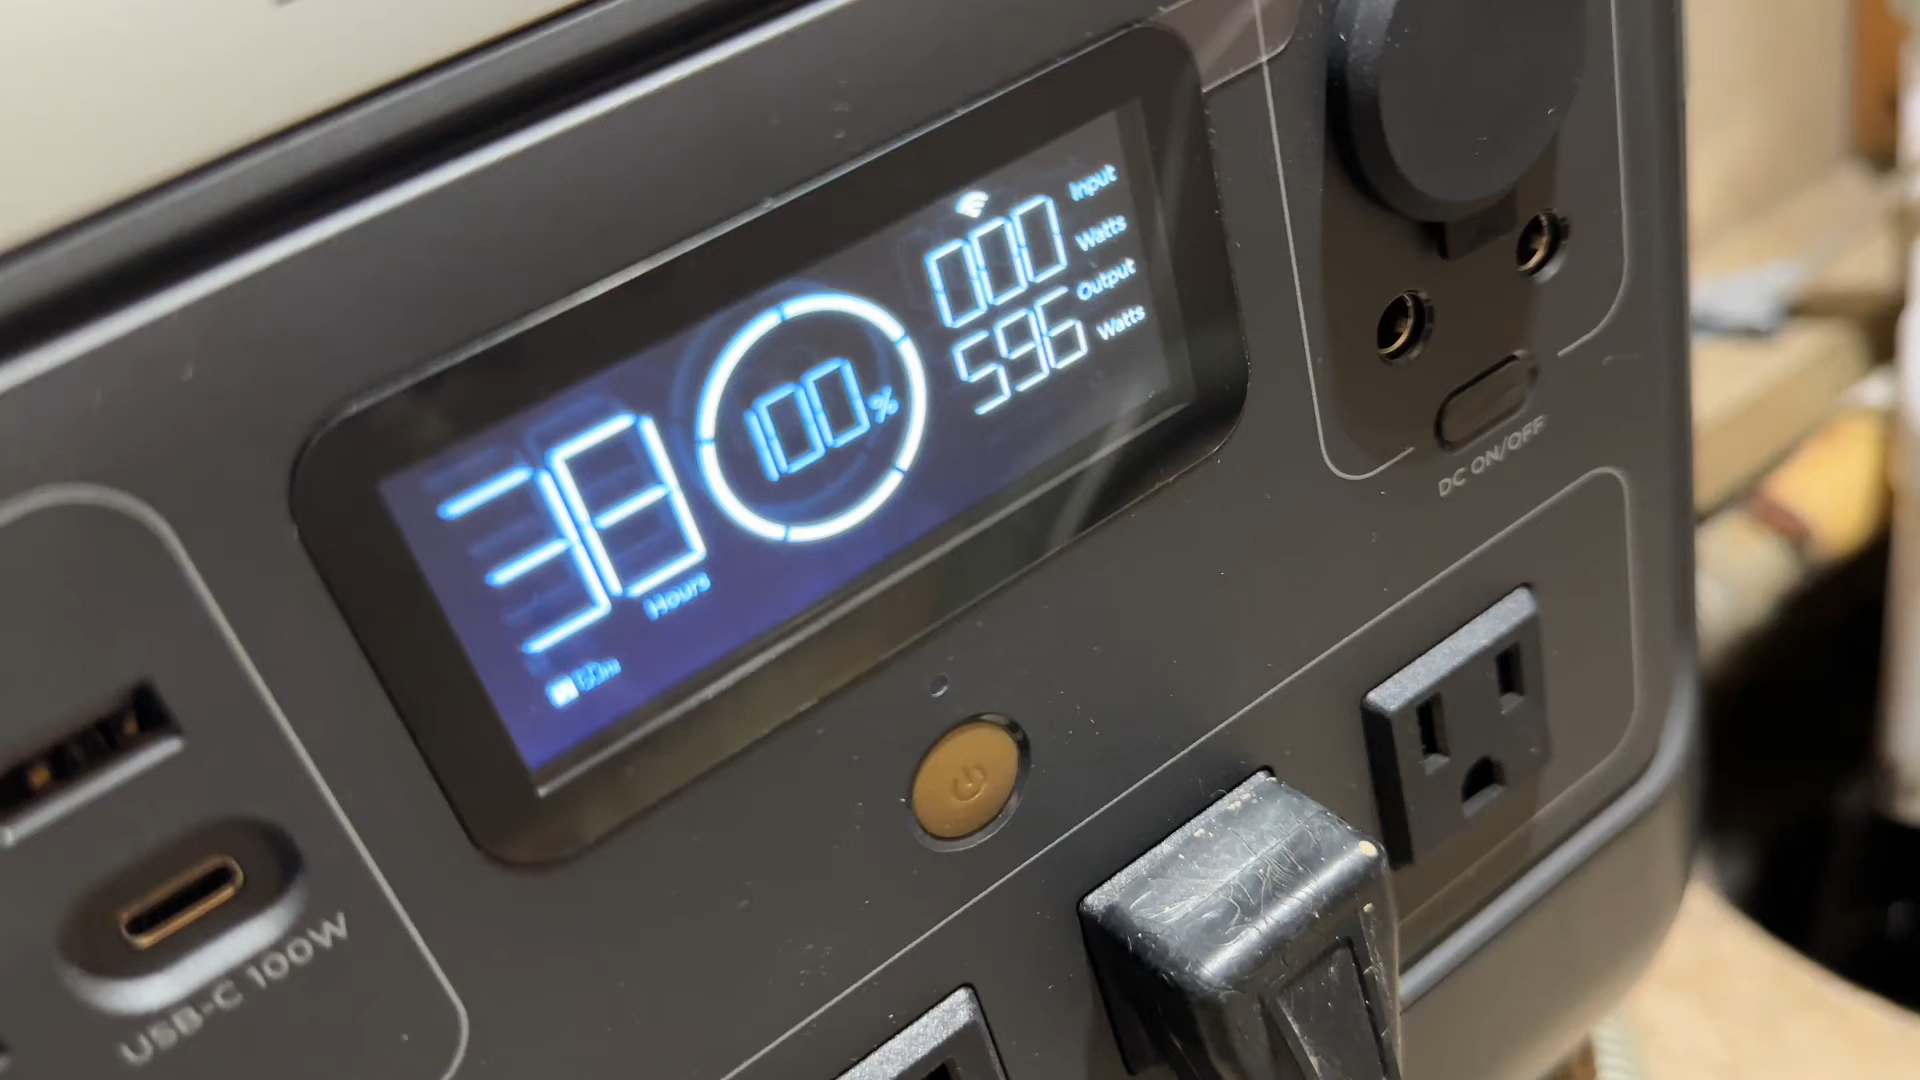 Input
000 Watts
Output
596 Watts
100 %
38
Hours
DC ON/OFF
USB-C 100W